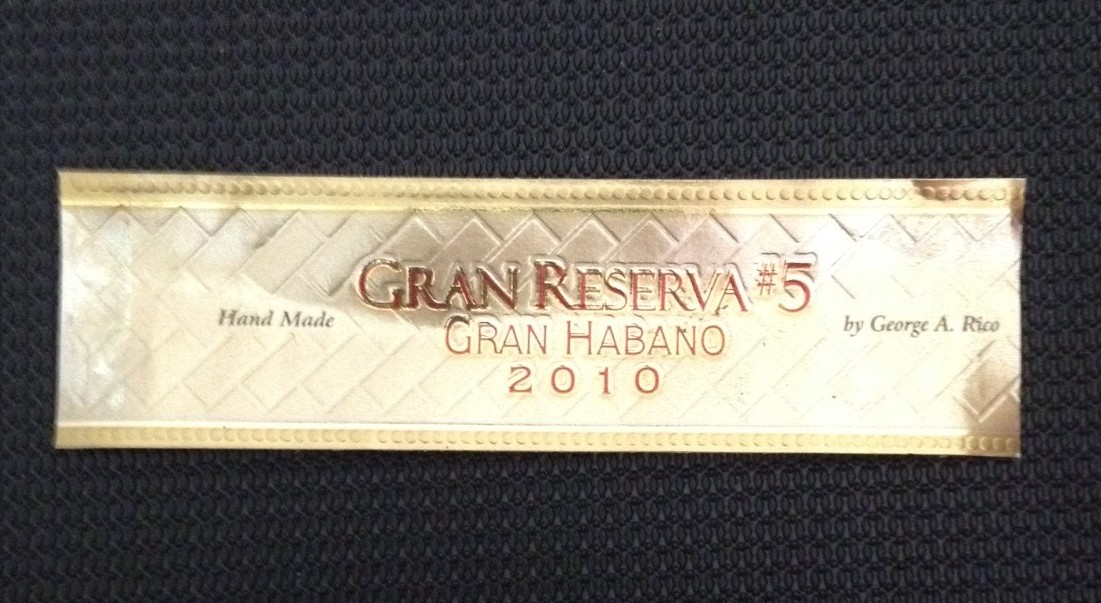 GRAN RESERVA #5
Hand Made
by George A. Rico
GRAN HABANO
2010